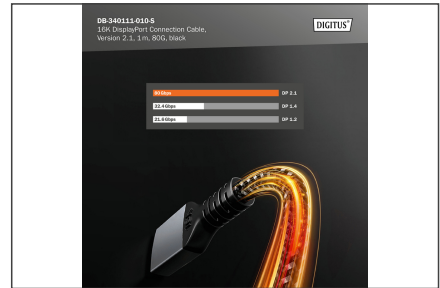 DB-340111-010-S
16K DisplayPort Connection Cable,
Version 2.1, 1m, 80G, black
DIGITUS®
80 Gbps DP 2.1
32.4 Gbps DP 1.4
21.6 Gbps DP 1.2